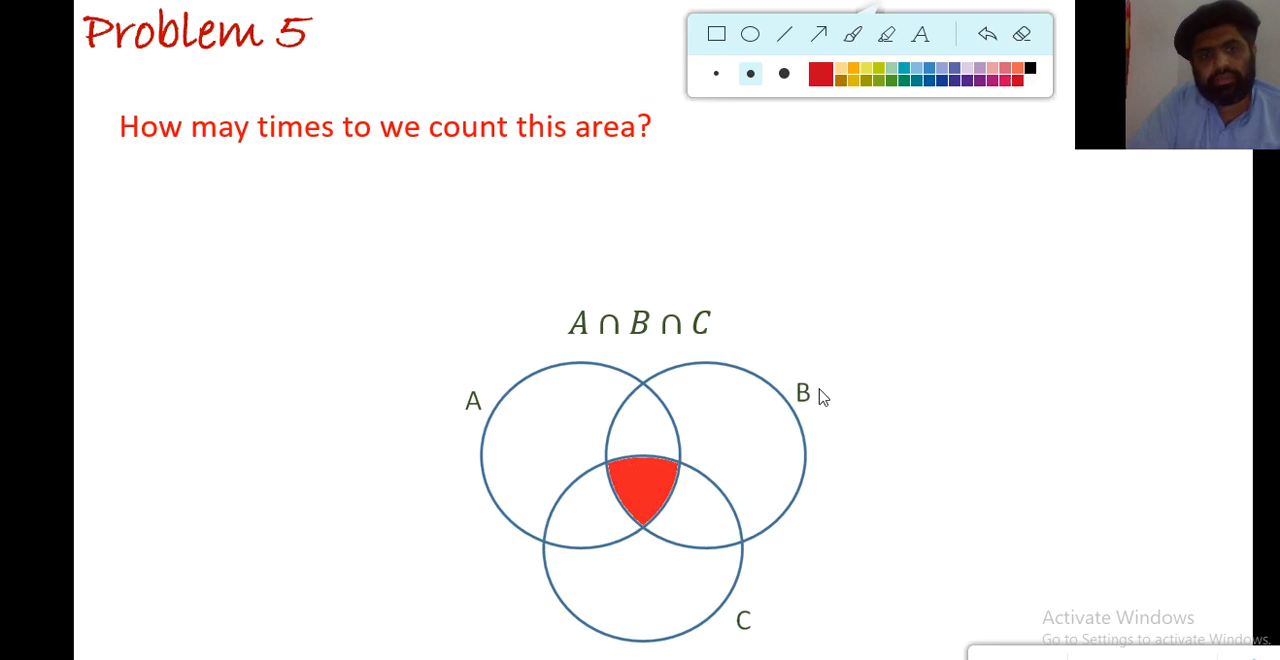 Problem 5
A
How may times to we count this area?
A ∩ B ∩ C
A
B
C
Activate Windows
Go to Settings to activate Windows.